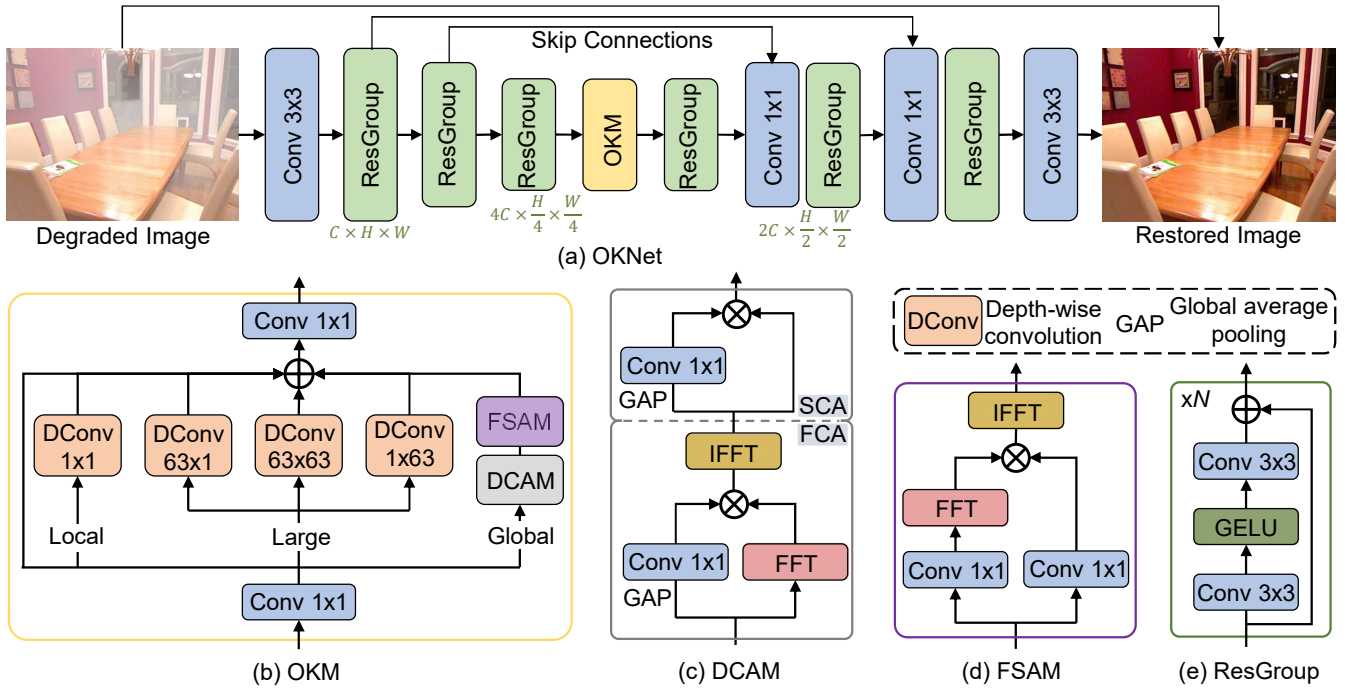 Skip Connections
Conv 3x3
ResGroup
ResGroup
ResGroup
OKM
ResGroup
Conv 1x1
ResGroup
Conv 1x1
ResGroup
Conv 3x3
Degraded Image
C × H × W
4C × H/4 × W/4
2C × H/2 × W/2
Restored Image
(a) OKNet
Conv 1x1
DConv
1x1
DConv
63x1
DConv
63x63
DConv
1x63
FSAM
DCAM
Local
Large
Global
Conv 1x1
(b) OKM
Conv 1x1
GAP
SCA
FCA
IFFT
Conv 1x1
FFT
GAP
(c) DCAM
DConv
Depth-wise
convolution
GAP
Global average
pooling
IFFT
FFT
Conv 1x1
Conv 1x1
(d) FSAM
xN
Conv 3x3
GELU
Conv 3x3
(e) ResGroup